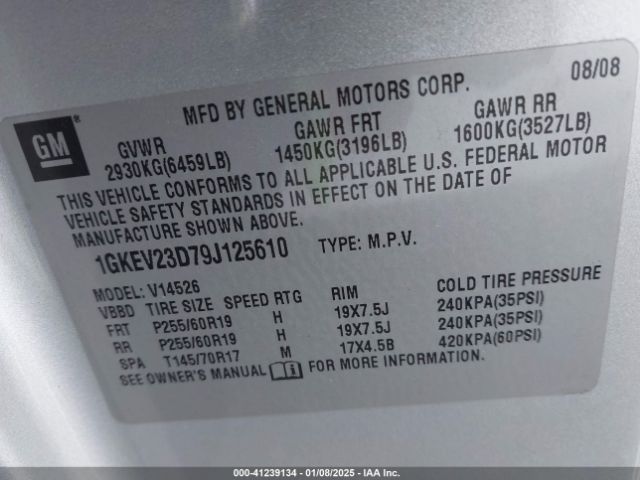 MFD BY GENERAL MOTORS CORP. 08/08
GM ®
GVWR GAWR FRT GAWR RR
2930KG(6459LB) 1450KG(3196LB) 1600KG(3527LB)
THIS VEHICLE CONFORMS TO ALL APPLICABLE U.S. FEDERAL MOTOR
VEHICLE SAFETY STANDARDS IN EFFECT ON THE DATE OF
MANUFACTURE SHOWN ABOVE.
1GKEV23D79J125610 TYPE: M.P.V.
MODEL: V14526
VBBD TIRE SIZE SPEED RTG RIM COLD TIRE PRESSURE
FRT P255/60R19 H 19X7.5J 240KPA(35PSI)
RR P255/60R19 H 19X7.5J 240KPA(35PSI)
SPA T145/70R17 M 17X4.5B 420KPA(60PSI)
SEE OWNER'S MANUAL FOR MORE INFORMATION.
000-41239134 - 01/08/2025 - IAA Inc.